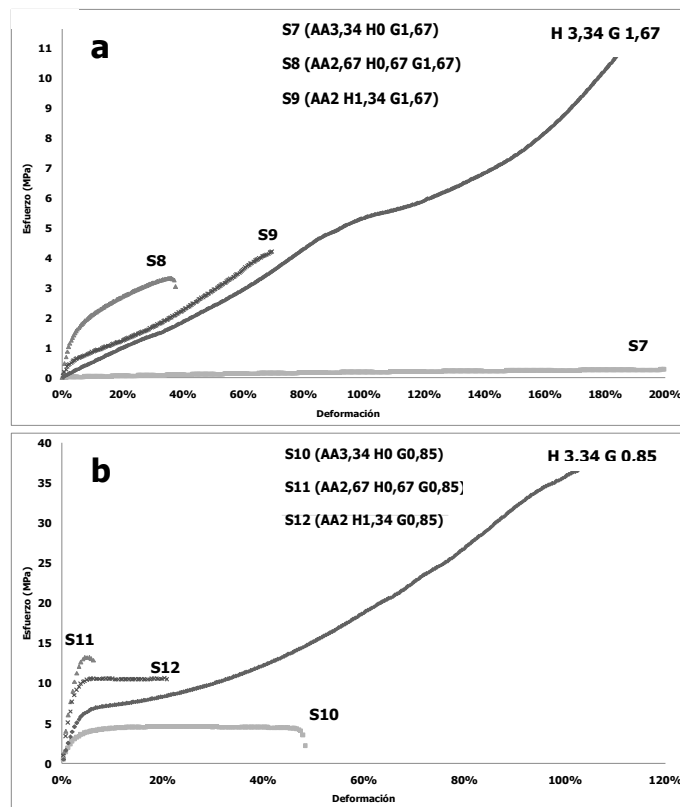 a
S7 (AA3,34 H0 G1,67)
S8 (AA2,67 H0,67 G1,67)
S9 (AA2 H1,34 G1,67)
H 3,34 G 1,67
Esfuerzo (MPa)
11
10
9
8
7
6
5
4
3
2
1
0
S8
S9
S7
0% 20% 40% 60% 80% 100% 120% 140% 160% 180% 200%
Deformación
b
S10 (AA3,34 H0 G0,85)
S11 (AA2,67 H0,67 G0,85)
S12 (AA2 H1,34 G0,85)
H 3,34 G 0,85
Esfuerzo (MPa)
40
35
30
25
20
15
10
5
0
S11
S12
S10
0% 20% 40% 60% 80% 100% 120%
Deformación